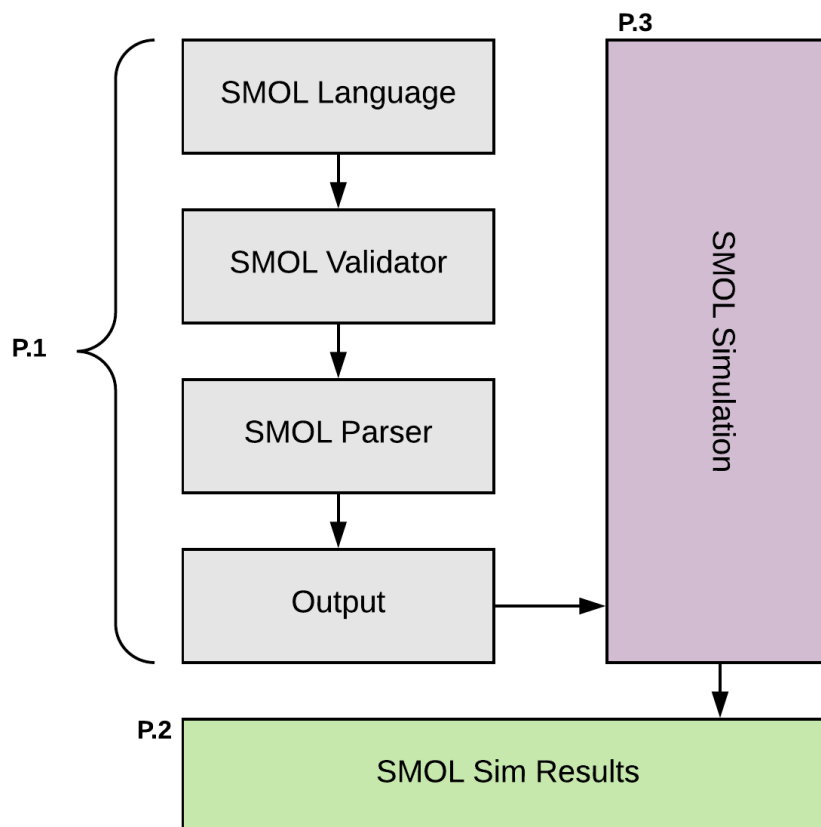 P.3
SMOL Language
SMOL Validator
SMOL Simulation
P.1
SMOL Parser
Output
P.2
SMOL Sim Results